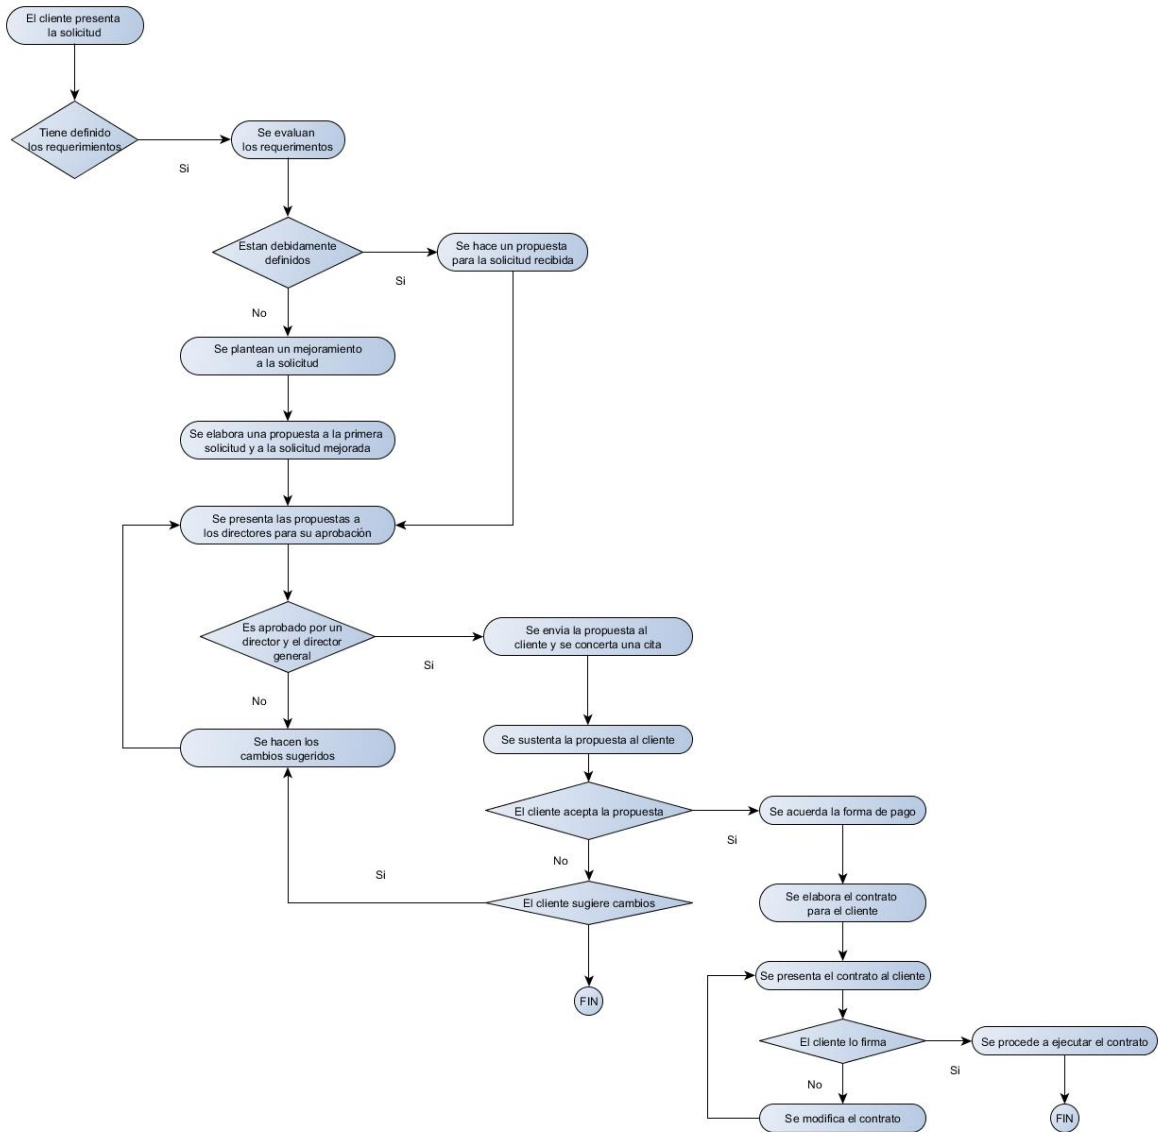 El cliente presenta
la solicitud
Tiene definido
los requerimientos
Si
Se evaluan
los requerimentos
Estan debidamente
definidos
Si
Se hace un propuesta
para la solicitud recibida
No
Se plantean un mejoramiento
a la solicitud
Se elabora una propuesta a la primera
solicitud y a la solicitud mejorada
Se presenta las propuestas a
los directores para su aprobación
Es aprobado por un
director y el director
general
Si
Se envia la propuesta al
cliente y se concerta una cita
No
Se hacen los
cambios sugeridos
Se sustenta la propuesta al cliente
El cliente acepta la propuesta
Si
Se acuerda la forma de pago
No
Si
El cliente sugiere cambios
FIN
Se elabora el contrato
para el cliente
Se presenta el contrato al cliente
El cliente lo firma
Si
Se procede a ejecutar el contrato
No
Se modifica el contrato
FIN